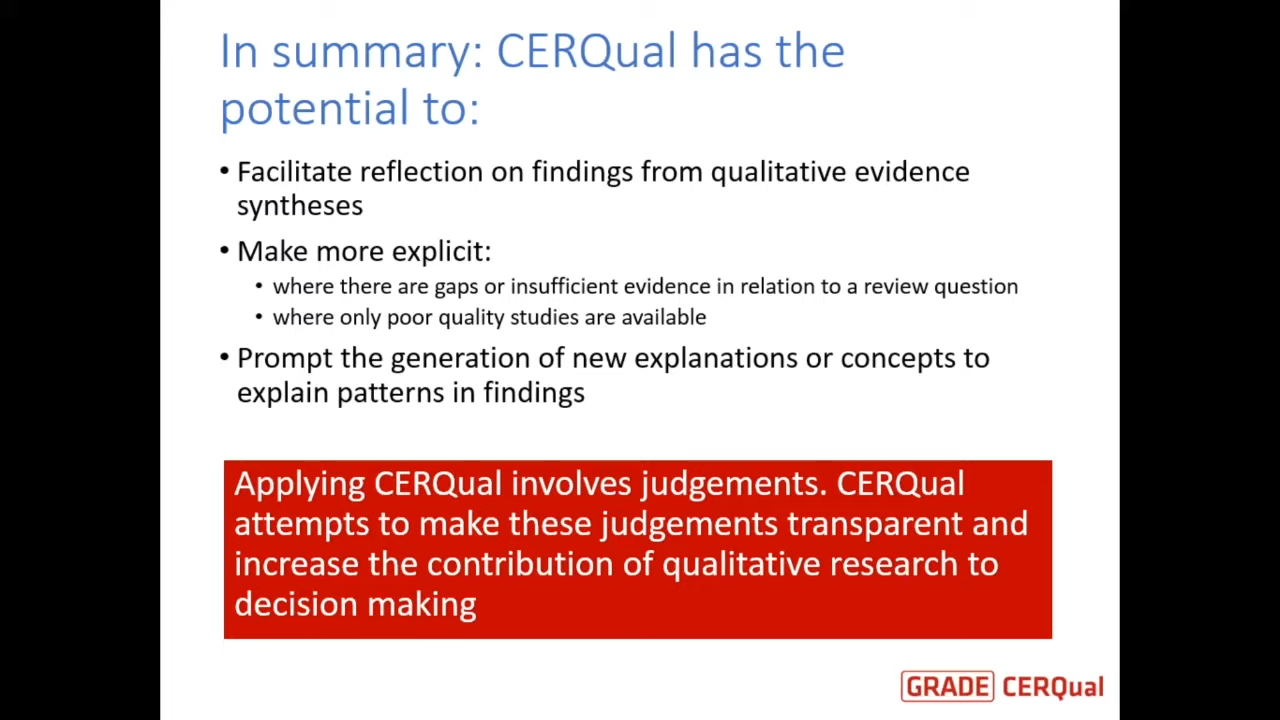 In summary: CERQual has the
potential to:
• Facilitate reflection on findings from qualitative evidence
syntheses
• Make more explicit:
• where there are gaps or insufficient evidence in relation to a review question
• where only poor quality studies are available
• Prompt the generation of new explanations or concepts to
explain patterns in findings
Applying CERQual involves judgements. CERQual
attempts to make these judgements transparent and
increase the contribution of qualitative research to
decision making
GRADE CERQual